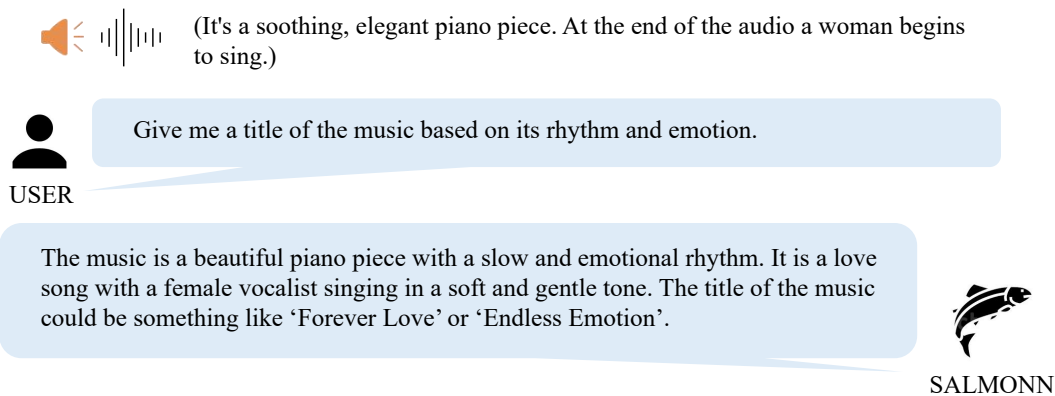 (It's a soothing, elegant piano piece. At the end of the audio a woman begins
to sing.)
Give me a title of the music based on its rhythm and emotion.
USER
The music is a beautiful piano piece with a slow and emotional rhythm. It is a love
song with a female vocalist singing in a soft and gentle tone. The title of the music
could be something like ‘Forever Love’ or ‘Endless Emotion’.
SALMONN